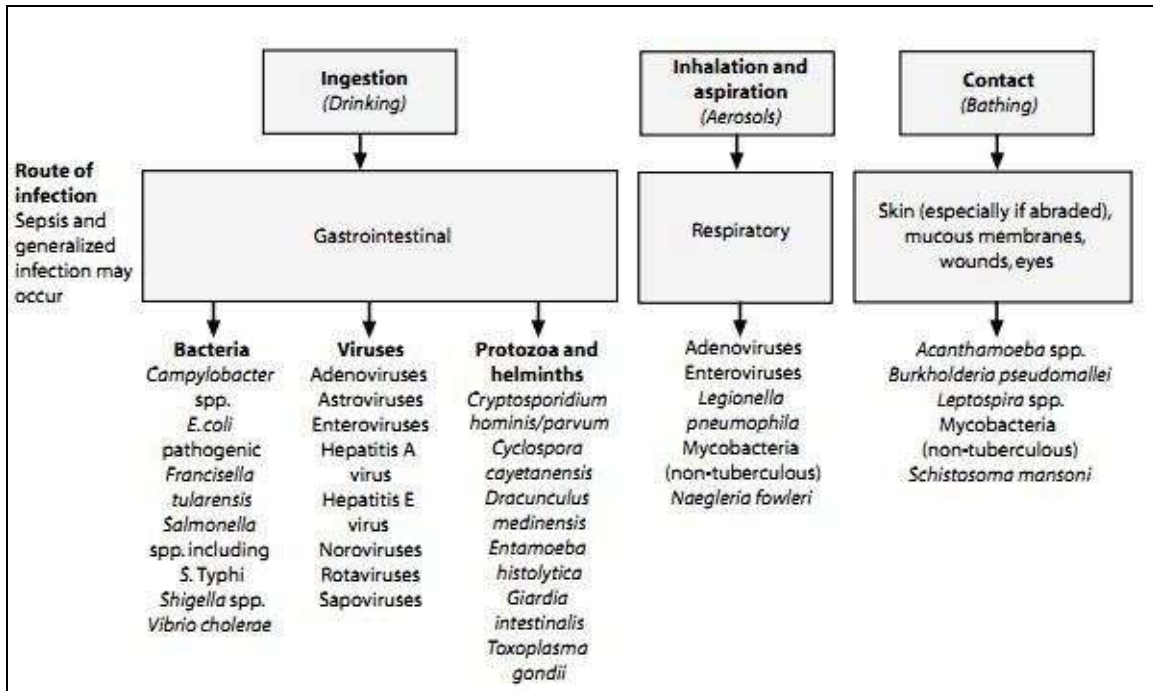 Ingestion
(Drinking)
Inhalation and
aspiration
(Aerosols)
Contact
(Bathing)
Route of
infection
Sepsis and
generalized
infection may
occur
Gastrointestinal
Respiratory
Skin (especially if abraded),
mucous membranes,
wounds, eyes
Bacteria
Campylobacter
spp.
E.coli
pathogenic
Francisella
tularensis
Salmonella
spp. including
S. Typhi
Shigella spp.
Vibrio cholerae
Viruses
Adenoviruses
Astroviruses
Enteroviruses
Hepatitis A
virus
Hepatitis E
virus
Noroviruses
Rotaviruses
Sapoviruses
Protozoa and
helminths
Cryptosporidium
hominis/parvum
Cyclospora
cayetanensis
Dracunculus
medinensis
Entamoeba
histolytica
Giardia
intestinalis
Toxoplasma
gondii
Adenoviruses
Enteroviruses
Legionella
pneumophila
Mycobacteria
(non-tuberculous)
Naegleria fowleri
Acanthamoeba spp.
Burkholderia pseudomallei
Leptospira spp.
Mycobacteria
(non-tuberculous)
Schistosoma mansoni